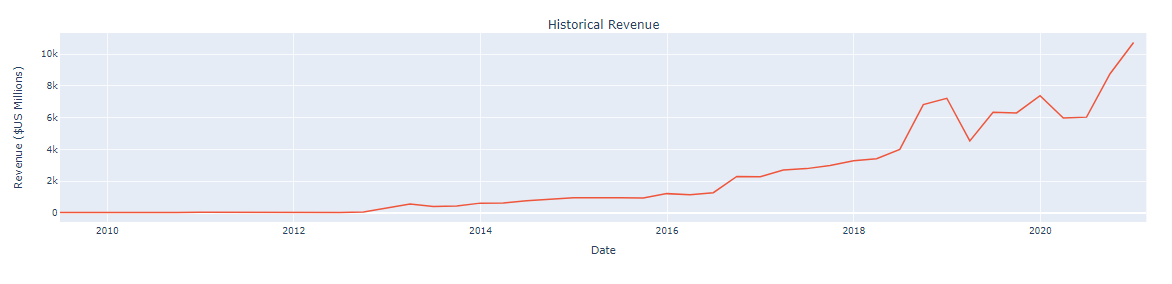 Historical Revenue
10k
8k
6k
4k
2k
0
Revenue ($US Millions)
2010 2012 2014 2016 2018 2020
Date